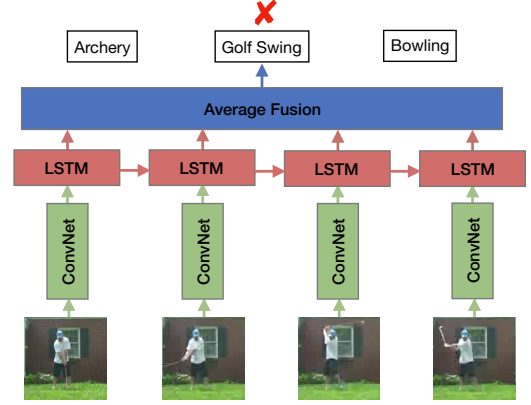 Archery
Golf Swing
Bowling
Average Fusion
LSTM
LSTM
LSTM
LSTM
ConvNet
ConvNet
ConvNet
ConvNet